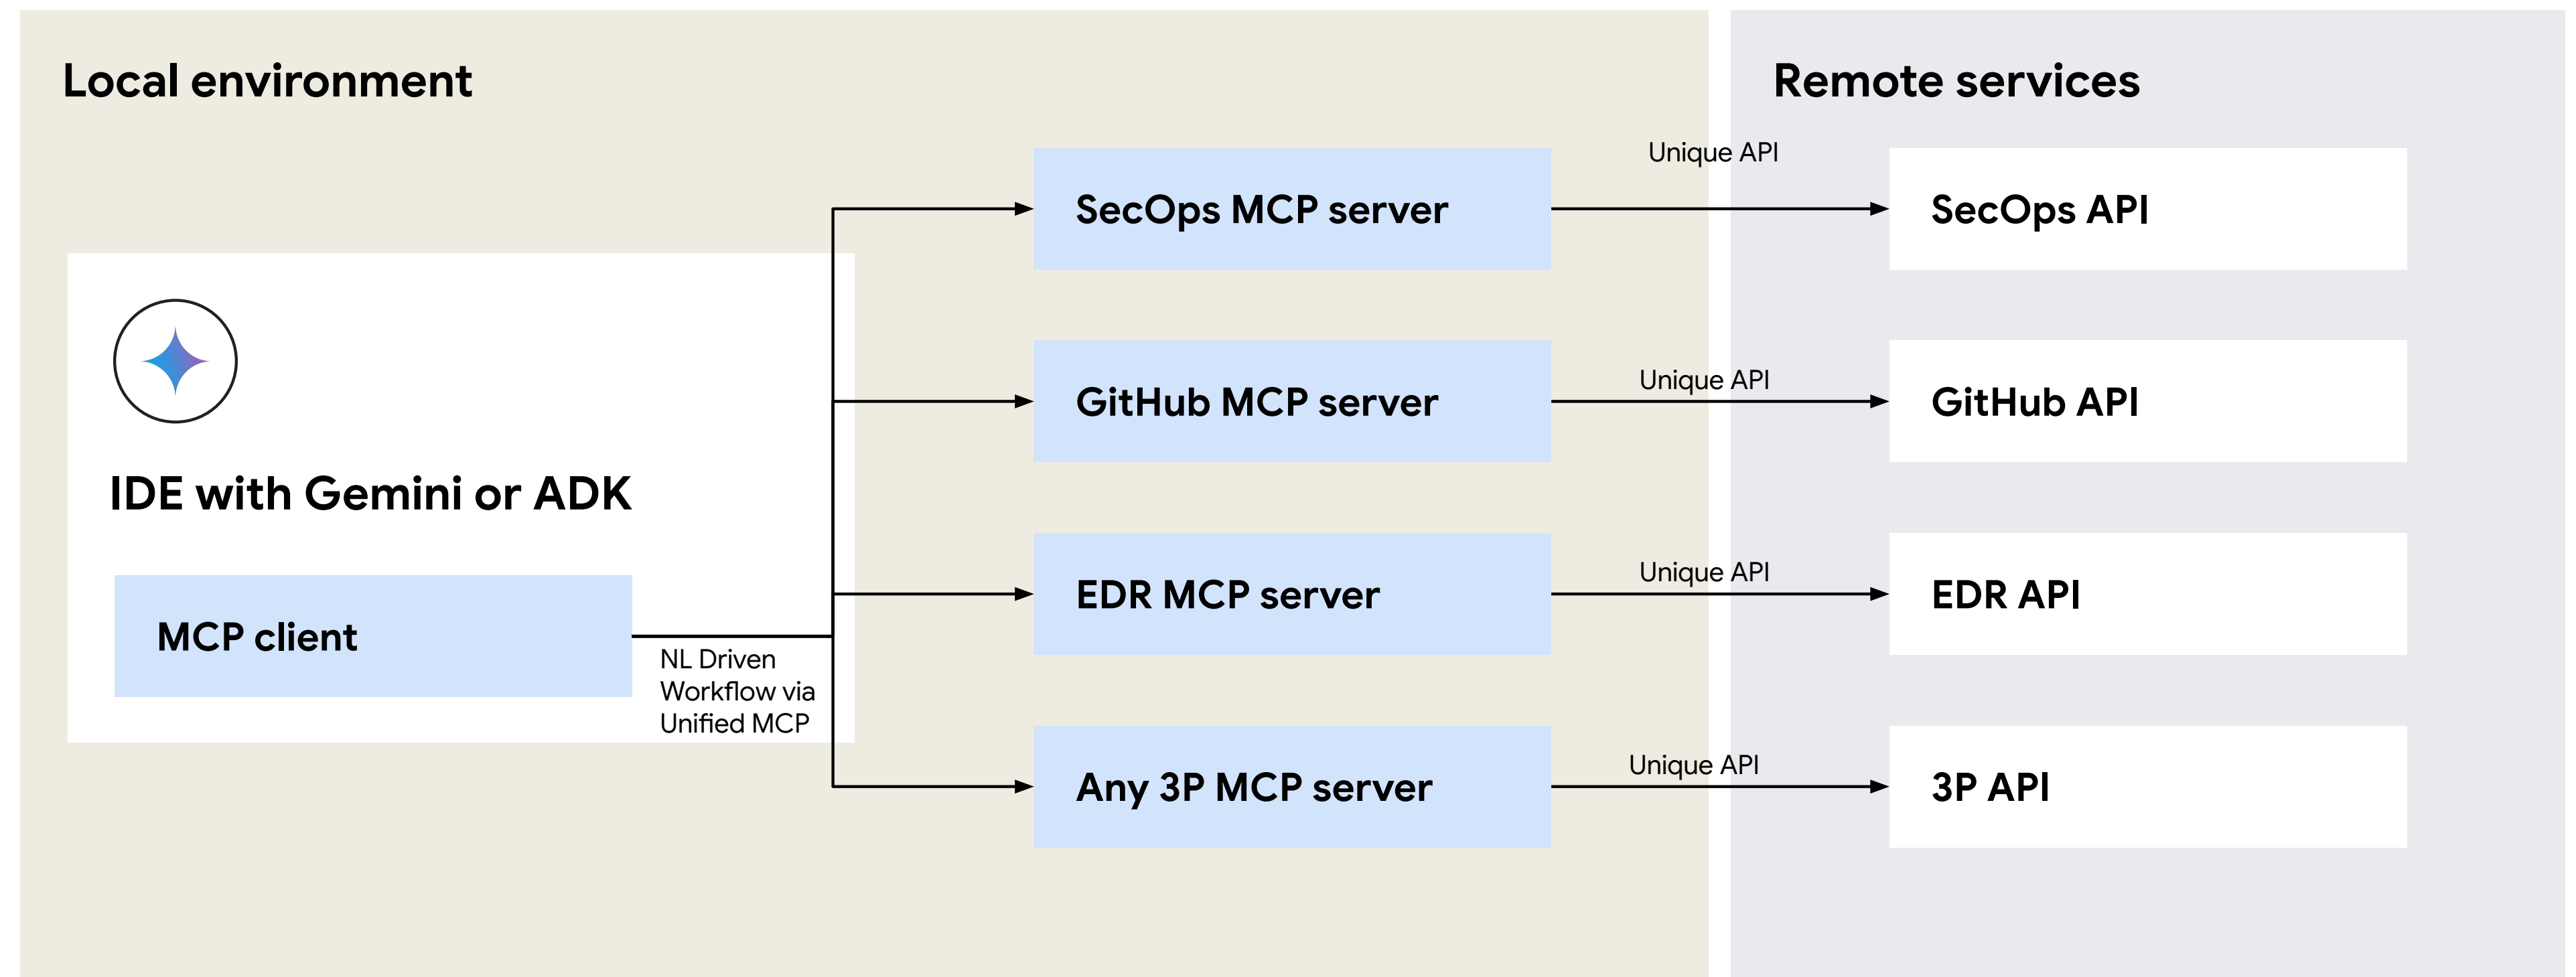 Local environment
Remote services
Unique API
SecOps MCP server
SecOps API
Unique API
GitHub MCP server
GitHub API
IDE with Gemini or ADK
Unique API
EDR MCP server
EDR API
MCP client
NL Driven
Workflow via
Unified MCP
Unique API
Any 3P MCP server
3P API